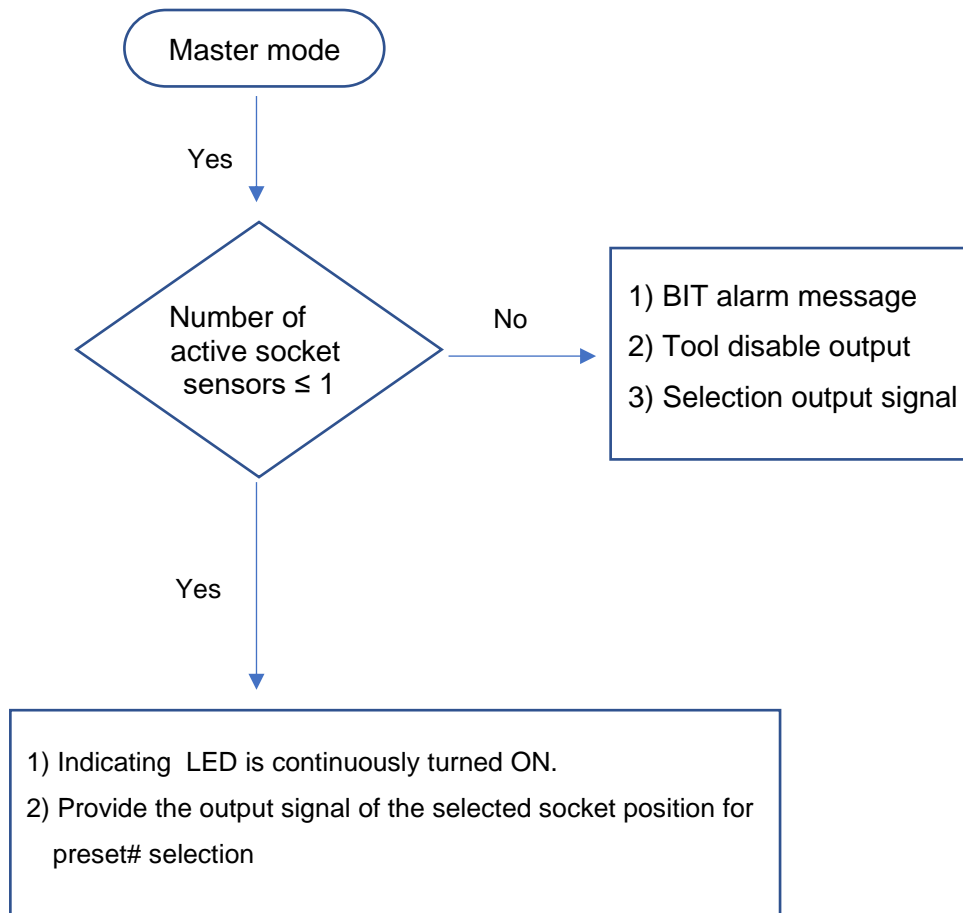 Master mode
Yes
Number of
active socket
sensors ≤ 1
No
1) BIT alarm message
2) Tool disable output
3) Selection output signal
Yes
1) Indicating  LED is continuously turned ON.
2) Provide the output signal of the selected socket position for
preset# selection